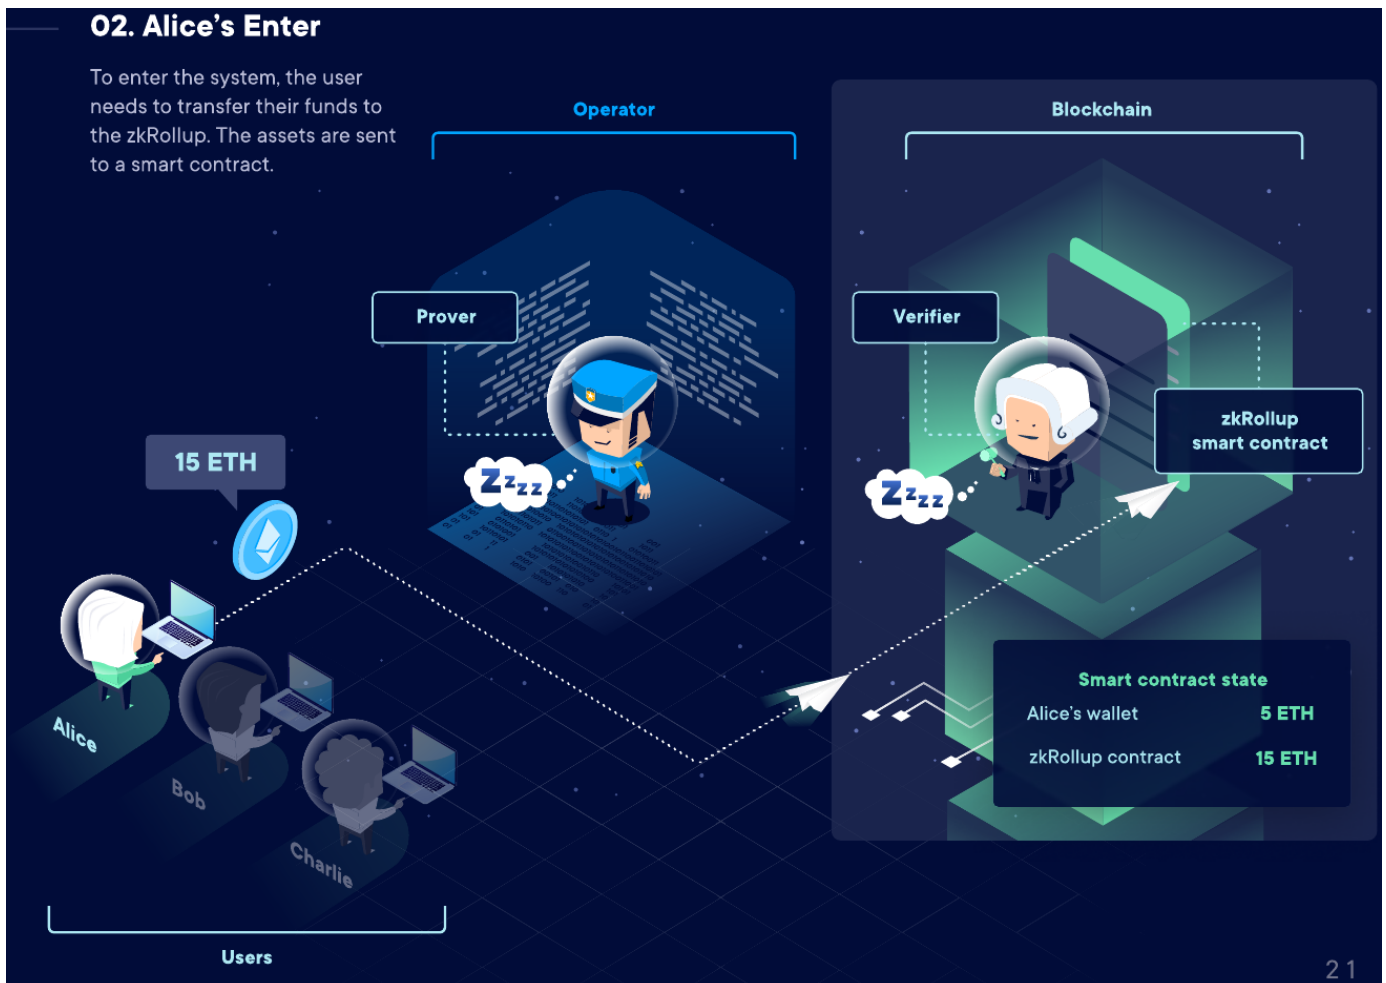 02. Alice's Enter
To enter the system, the user
needs to transfer their funds to
the zkRollup. The assets are sent
to a smart contract.
Operator
Blockchain
Prover
Verifier
zkRollup
smart contract
15 ETH
Zzzz
Zzzz
Alice
Bob
Charlie
Users
Smart contract state
Alice's wallet 5 ETH
zkRollup contract 15 ETH
21